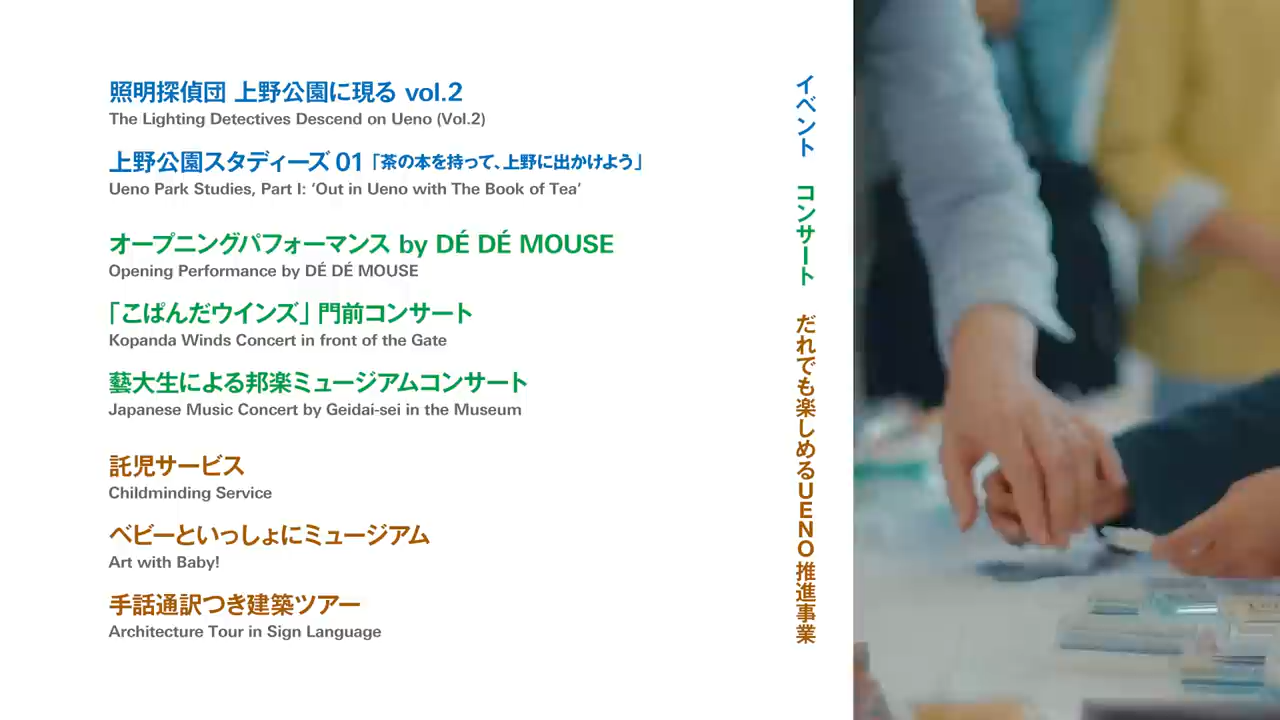 照明探偵団 上野公園に現る vol.2
The Lighting Detectives Descend on Ueno (Vol.2)
上野公園スタディーズ 01「茶の本を持って、上野に出かけよう」
Ueno Park Studies, Part I: ‘Out in Ueno with The Book of Tea’
オープニングパフォーマンス by DÉ DÉ MOUSE
Opening Performance by DÉ DÉ MOUSE
「こぱんだウインズ」門前コンサート
Kopanda Winds Concert in front of the Gate
藝大生による邦楽ミュージアムコンサート
Japanese Music Concert by Geidai-sei in the Museum
託児サービス
Childminding Service
ベビーといっしょにミュージアム
Art with Baby!
手話通訳つき建築ツアー
Architecture Tour in Sign Language
イベント コンサート だれでも楽しめるUENO推進事業